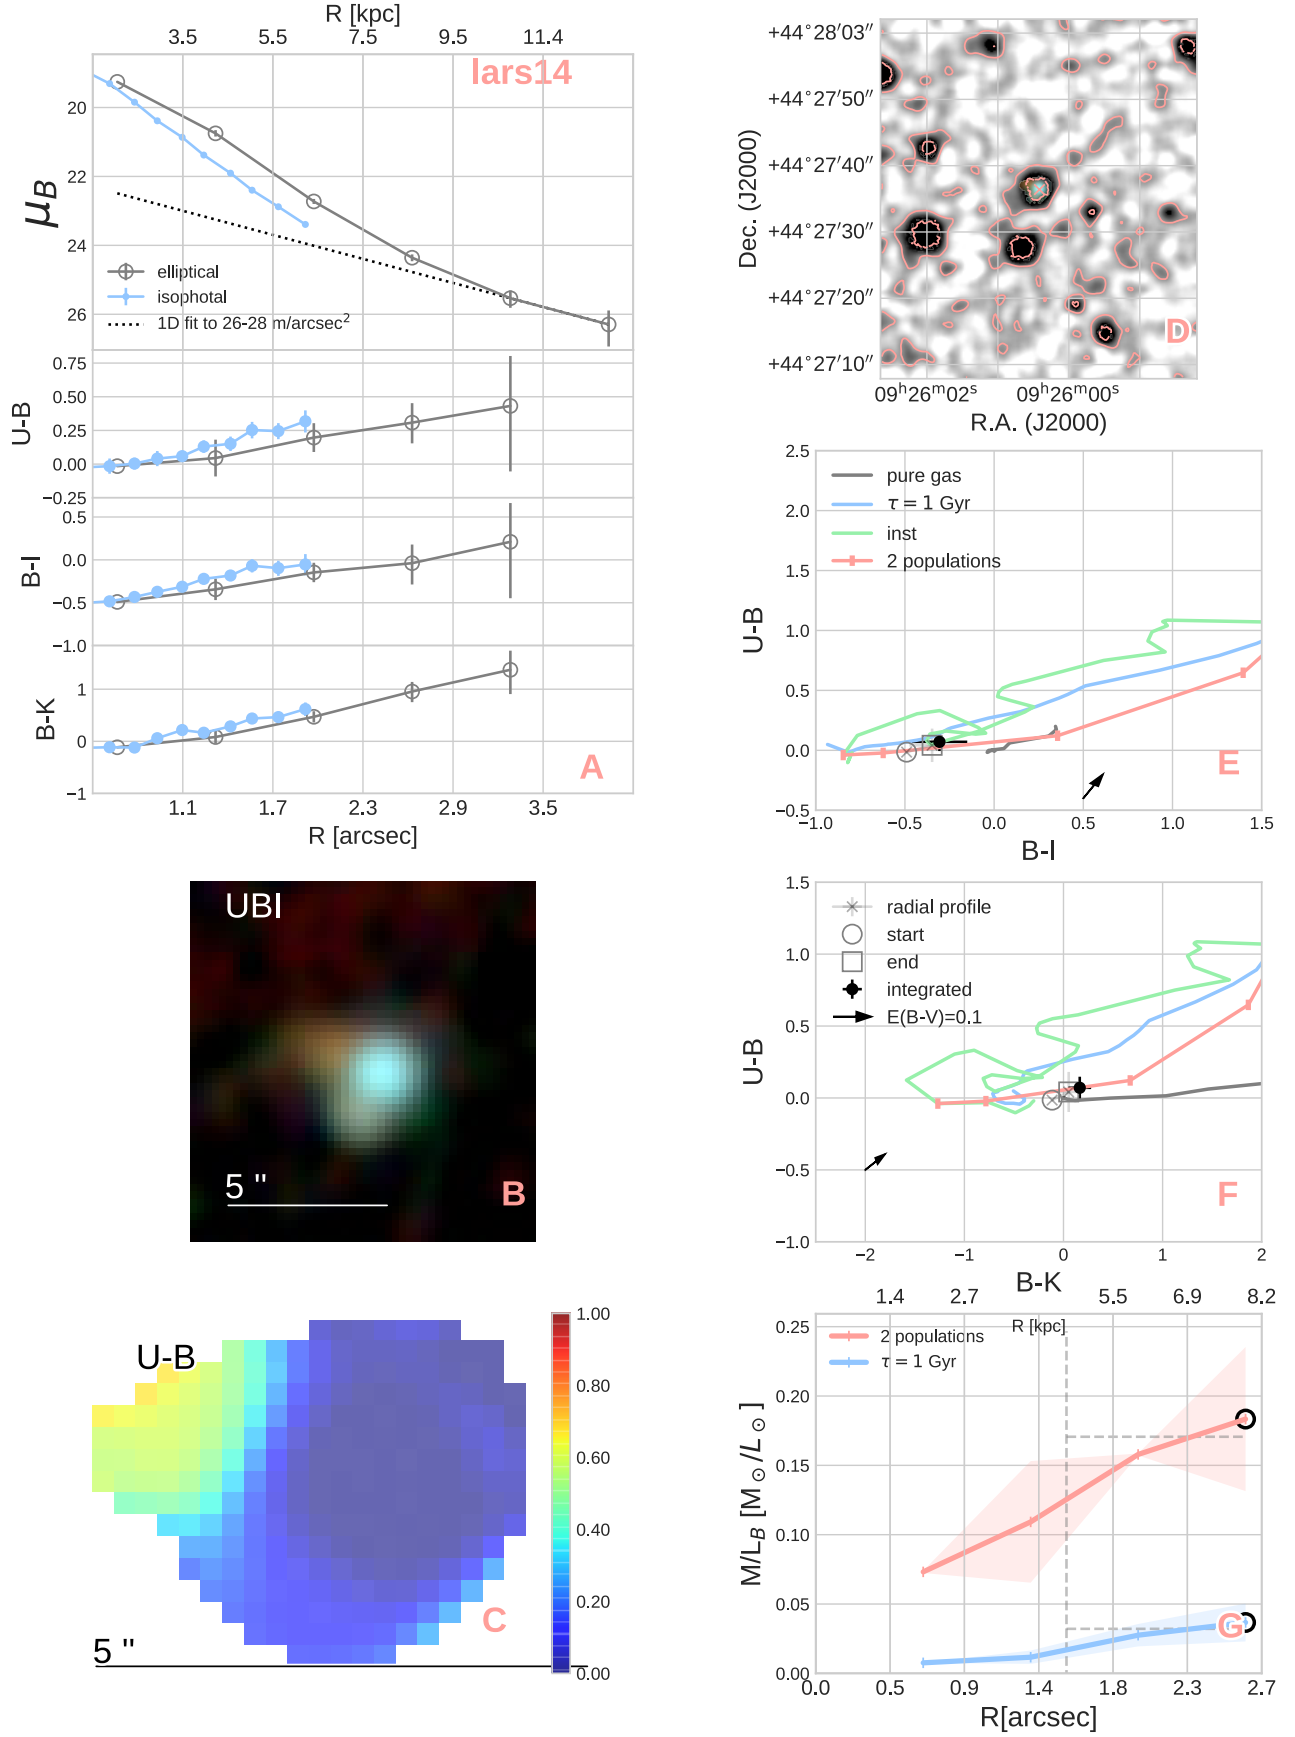 R [kpc]
3.5 5.5 7.5 9.5 11.4
lars14
20
22
24
26
μB
elliptical
isophotal
1D fit to 26-28 m/arcsec²
0.75
0.50
0.25
0.00
−0.25
U-B
0.5
0.0
−0.5
−1.0
B-I
1
0
−1
B-K
A
1.1 1.7 2.3 2.9 3.5
R [arcsec]
UBI
5 "
B
U-B
1.00
0.80
0.60
0.40
0.20
0.00
C
5 "
+44°28′03″
+44°27′50″
+44°27′40″
+44°27′30″
+44°27′20″
+44°27′10″
Dec. (J2000)
D
09ʰ26ᵐ02ˢ 09ʰ26ᵐ00ˢ
R.A. (J2000)
2.5
2.0
1.5
1.0
0.5
0.0
−0.5
U-B
pure gas
τ = 1 Gyr
inst
2 populations
E
−1.0 −0.5 0.0 0.5 1.0 1.5
B-I
1.5
1.0
0.5
0.0
−0.5
−1.0
U-B
radial profile
start
end
integrated
E(B-V)=0.1
F
−2 −1 0 1 2
B-K
1.4 2.7 5.5 6.9 8.2
R [kpc]
2 populations
τ = 1 Gyr
0.25
0.20
0.15
0.10
0.05
0.00
M/L_B [M⊙/L⊙]
G
0.0 0.5 0.9 1.4 1.8 2.3 2.7
R[arcsec]